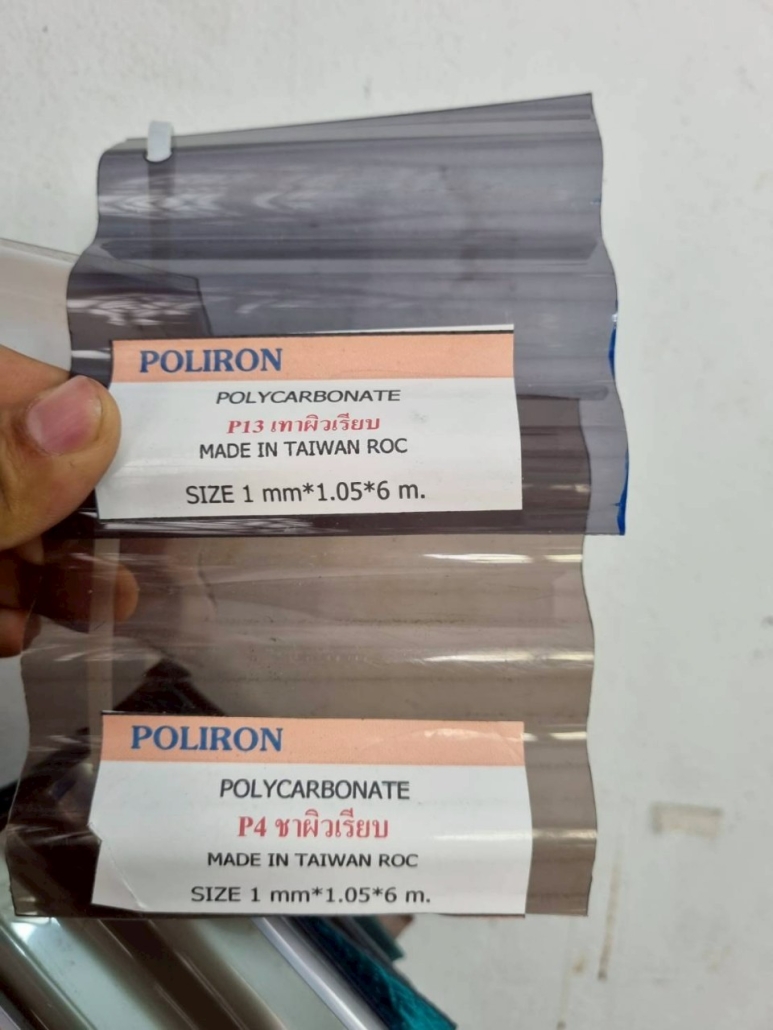 POLIRON
POLYCARBONATE
P13 เทาผิวเรียบ
MADE IN TAIWAN ROC
SIZE 1 mm*1.05*6 m.
POLIRON
POLYCARBONATE
P4 ชาผิวเรียบ
MADE IN TAIWAN ROC
SIZE 1 mm*1.05*6 m.